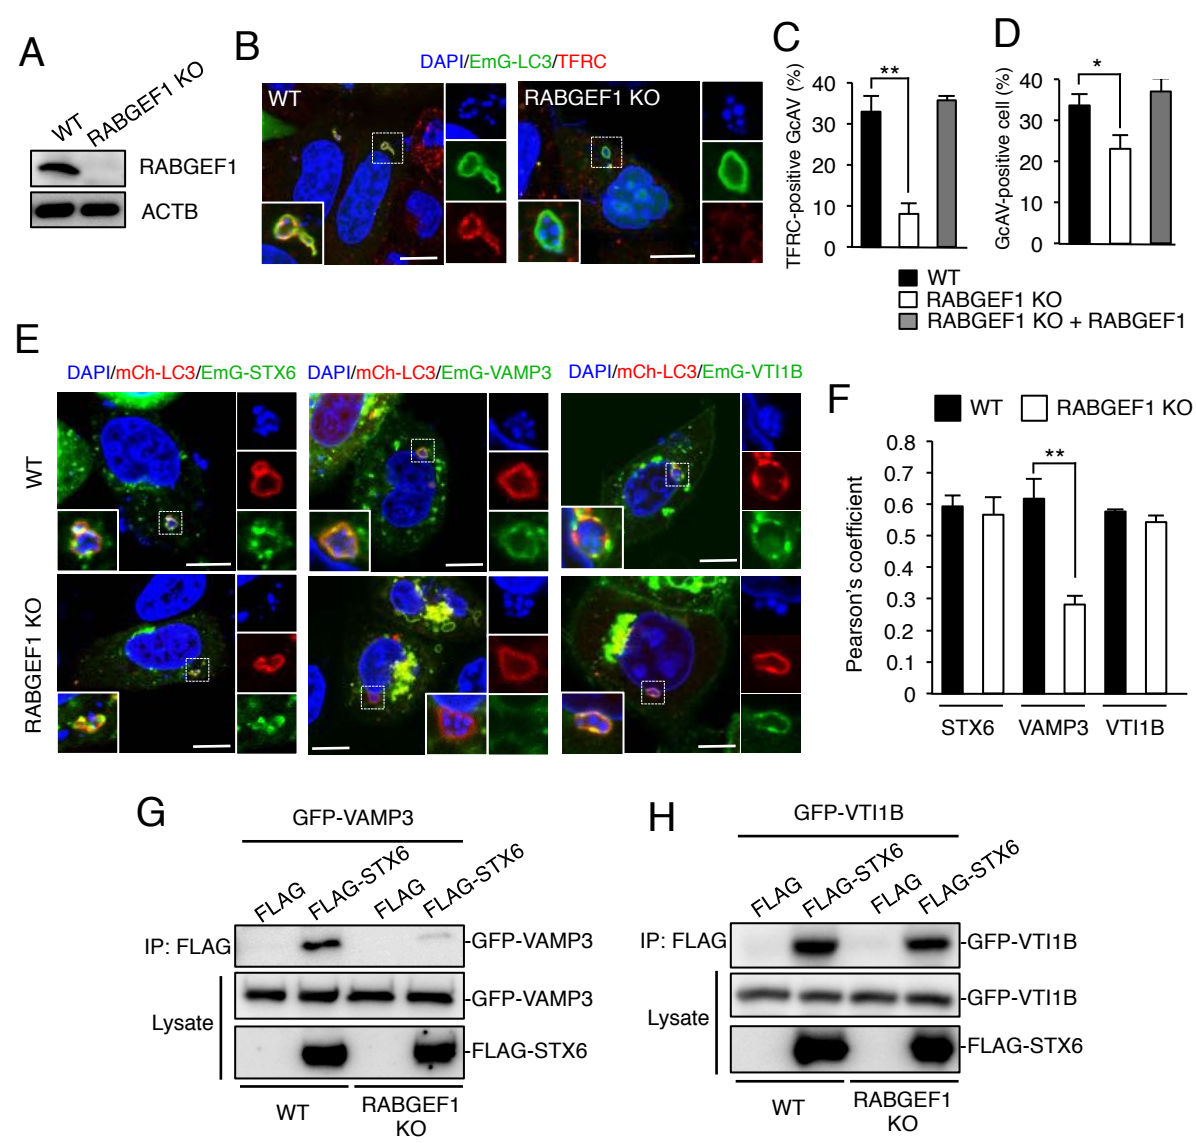 A
WT
RABGEF1 KO
RABGEF1
ACTB
B
DAPI/EmG-LC3/TFRC
WT
RABGEF1 KO
C
TFRC-positive GcAV (%)
40
30
20
10
0
**
D
GcAV-positive cell (%)
40
30
20
10
0
*
WT
RABGEF1 KO
RABGEF1 KO + RABGEF1
E
DAPI/mCh-LC3/EmG-STX6
DAPI/mCh-LC3/EmG-VAMP3
DAPI/mCh-LC3/EmG-VTI1B
WT
RABGEF1 KO
F
WT
RABGEF1 KO
Pearson's coefficient
0.8
0.7
0.6
0.5
0.4
0.3
0.2
0.1
0
**
STX6
VAMP3
VTI1B
G
GFP-VAMP3
FLAG
FLAG-STX6
FLAG
FLAG-STX6
IP: FLAG
-GFP-VAMP3
Lysate
-GFP-VAMP3
-FLAG-STX6
WT
RABGEF1
KO
H
GFP-VTI1B
FLAG
FLAG-STX6
FLAG
FLAG-STX6
IP: FLAG
-GFP-VTI1B
Lysate
-GFP-VTI1B
-FLAG-STX6
WT
RABGEF1
KO